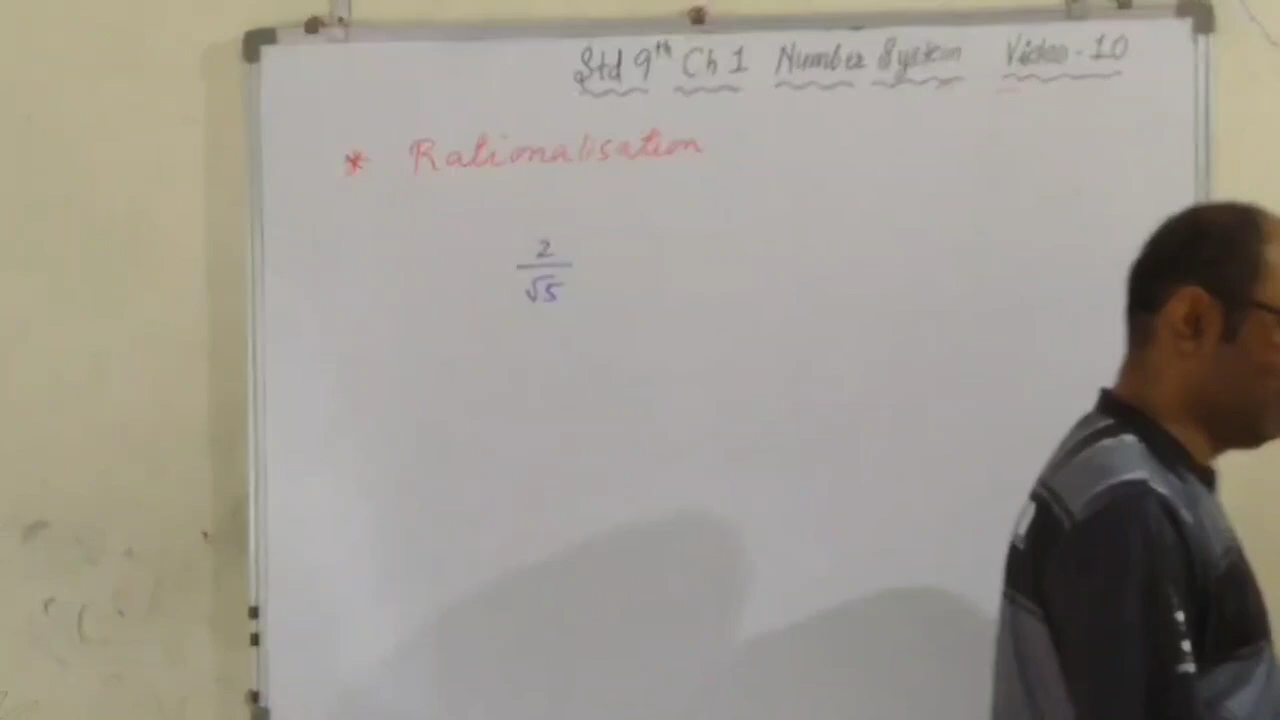 Std 9th Ch 1 Number System Video - 10
* Rationalisation
2
√5